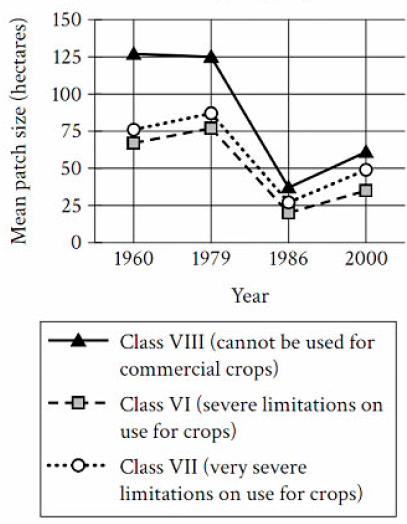 Mean patch size (hectares)
150
125
100
75
50
25
0
1960 1979 1986 2000
Year
Class VIII (cannot be used for
commercial crops)
Class VI (severe limitations on
use for crops)
Class VII (very severe
limitations on use for crops)